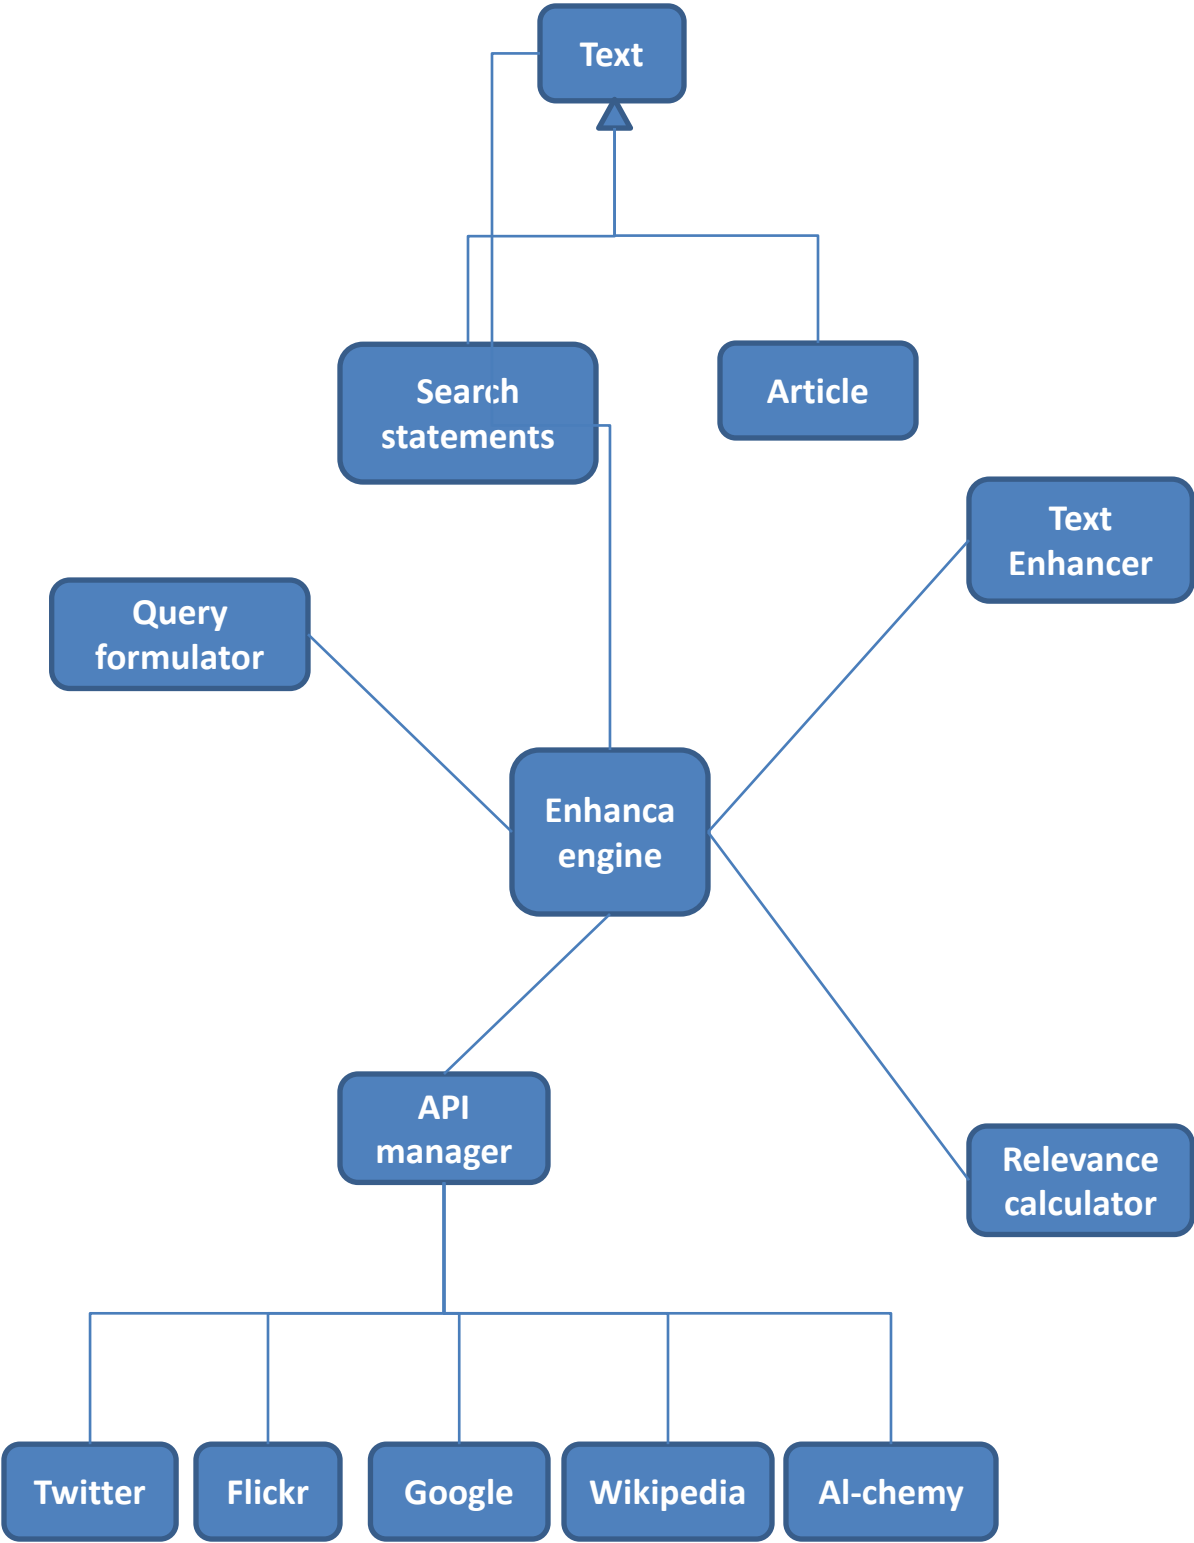 Text
Search
statements
Article
Text
Enhancer
Query
formulator
Enhanca
engine
API
manager
Relevance
calculator
Twitter
Flickr
Google
Wikipedia
Al-chemy